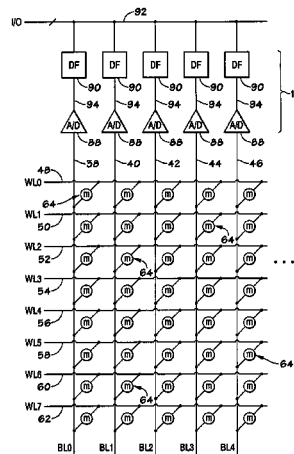 I/O 92
DF DF DF DF DF
90 90 90 90 90
94 94 94 94 94
1
A/D A/D A/D A/D A/D
88 88 88 88 88
38 40 42 44 46
WL0 48
64
m m m m m
WL1 50
64
m m m m m
WL2 52
64
m m m m m
WL3 54
m m m m m
WL4 56
m m m m m
WL5 58
64
m m m m m
WL6 60
64
m m m m m
WL7 62
m m m m m
BL0 BL1 BL2 BL3 BL4